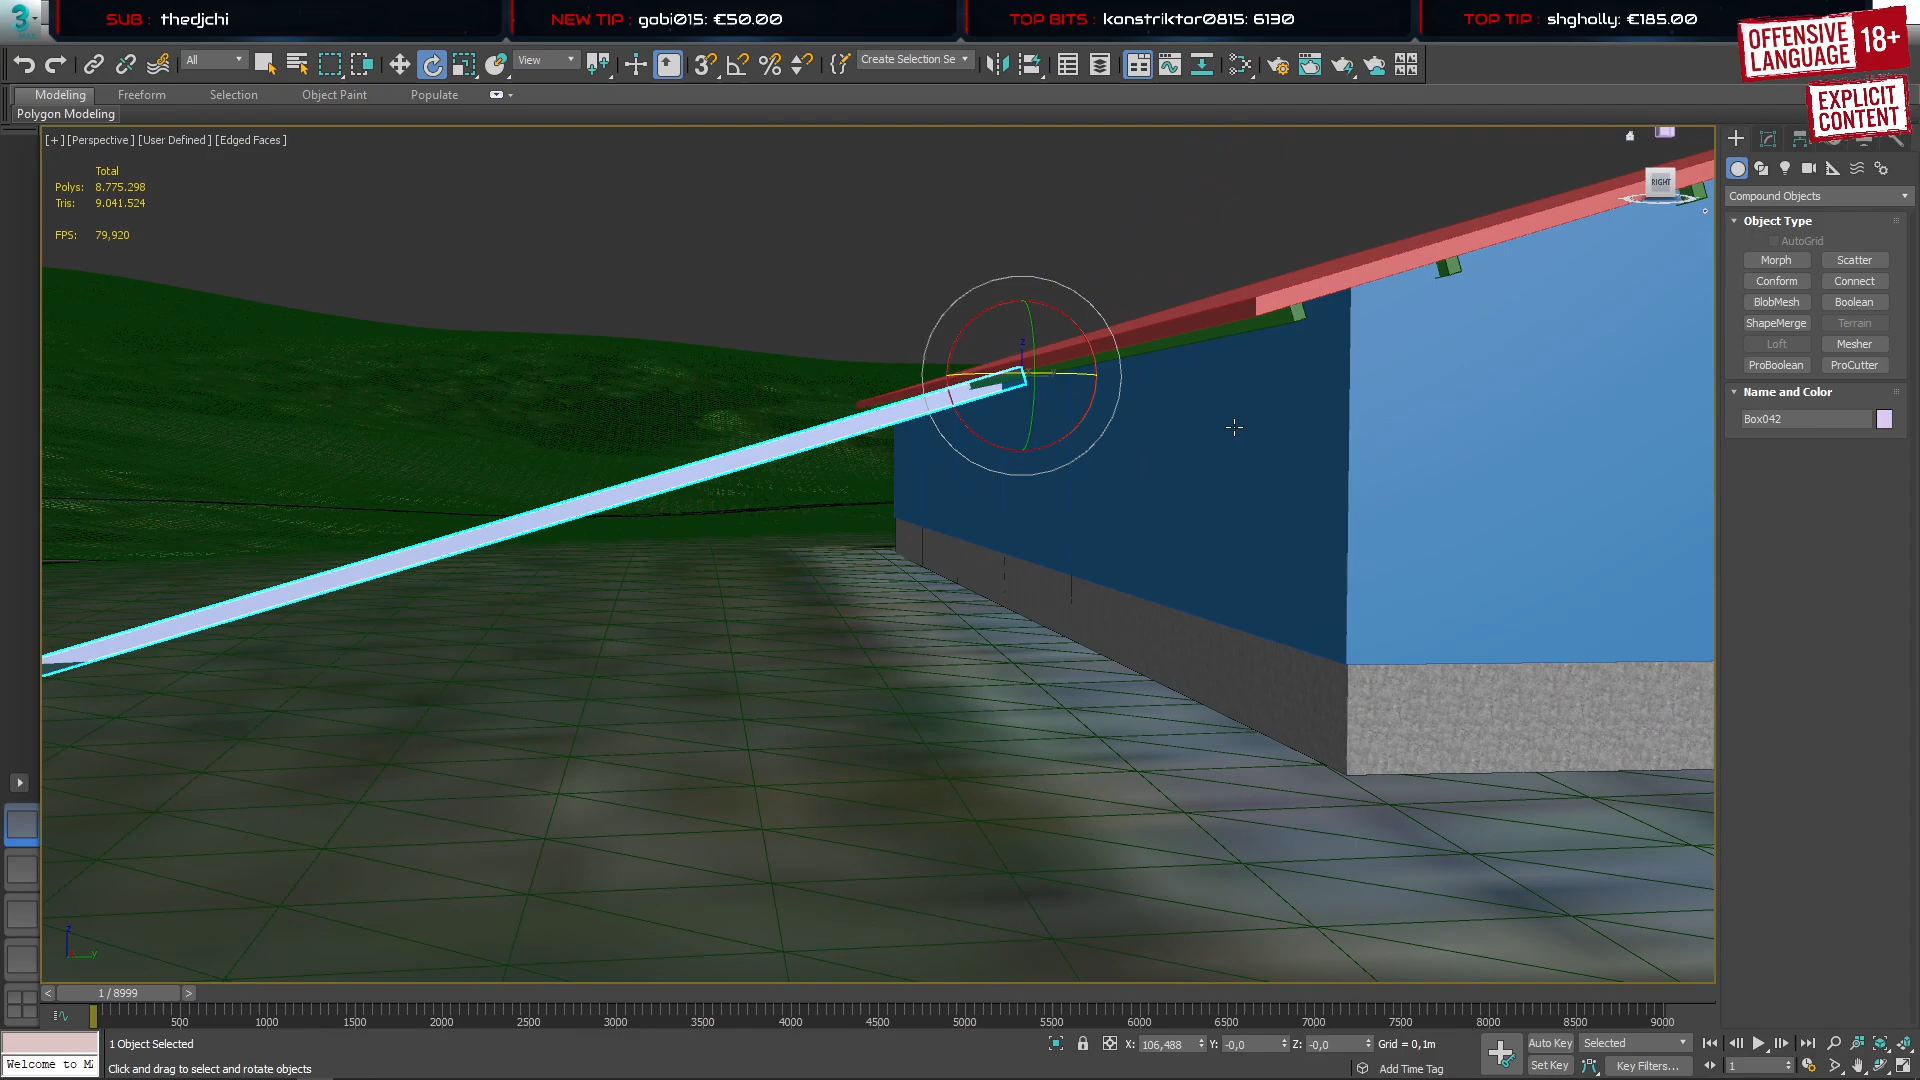 SUB : thedjchi
NEW TIP : gabi015: €50.00
TOP BITS : konstriktor0815: 6130
TOP TIP : shgholly: €185.00
OFFENSIVE LANGUAGE 18+
EXPLICIT CONTENT
All
View
Create Selection Se
Modeling
Freeform
Selection
Object Paint
Populate
Polygon Modeling
[+] [Perspective ] [User Defined ] [Edged Faces ]
Total
Polys: 8.775.298
Tris: 9.041.524
FPS: 79,920
RIGHT
Compound Objects
Object Type
AutoGrid
Morph
Scatter
Conform
Connect
BlobMesh
Boolean
ShapeMerge
Terrain
Loft
Mesher
ProBoolean
ProCutter
Name and Color
Box042
z
y
1 / 8999
500
1000
1500
2000
2500
3000
3500
4000
4500
5000
5500
6000
6500
7000
7500
8000
8500
9000
1 Object Selected
X: 106,488
Y: -0,0
Z: -0,0
Grid = 0,1m
Auto Key
Selected
Welcome to M
Click and drag to select and rotate objects
Add Time Tag
Set Key
Key Filters...
1